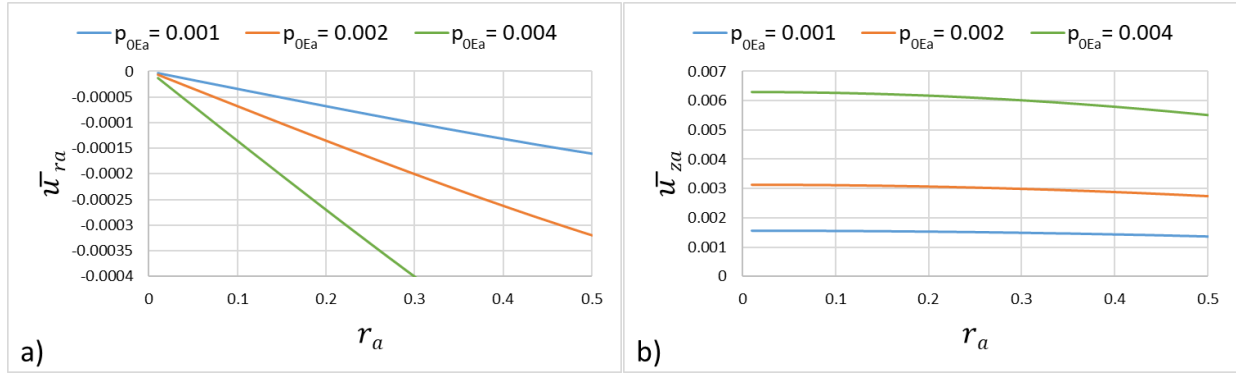 p0Ea = 0.001 p0Ea = 0.002 p0Ea = 0.004
0
-0.00005
-0.0001
-0.00015
-0.0002
-0.00025
-0.0003
-0.00035
-0.0004
ūra
0 0.1 0.2 0.3 0.4 0.5
ra
a)
p0Ea = 0.001 p0Ea = 0.002 p0Ea = 0.004
0.007
0.006
0.005
0.004
0.003
0.002
0.001
0
ūza
0 0.1 0.2 0.3 0.4 0.5
ra
b)